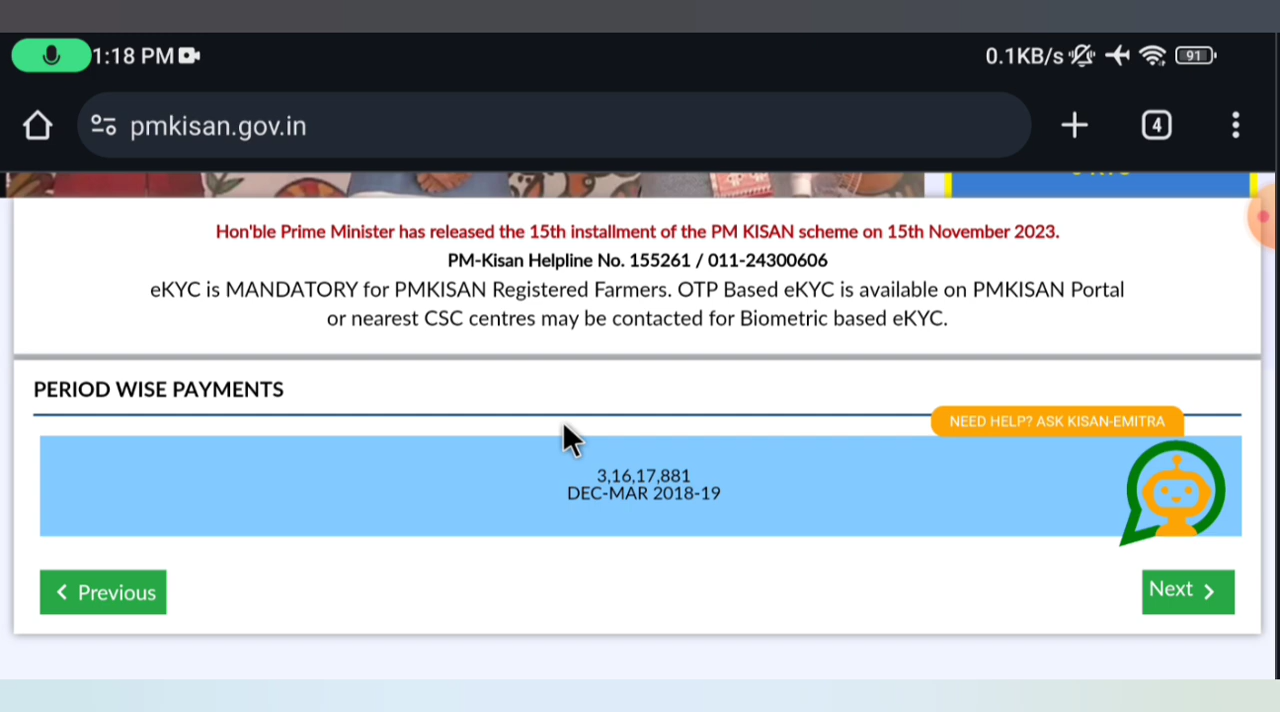 1:18 PM
0.1KB/s
91
pmkisan.gov.in
4
Hon'ble Prime Minister has released the 15th installment of the PM KISAN scheme on 15th November 2023.
PM-Kisan Helpline No. 155261 / 011-24300606
eKYC is MANDATORY for PMKISAN Registered Farmers. OTP Based eKYC is available on PMKISAN Portal
or nearest CSC centres may be contacted for Biometric based eKYC.
PERIOD WISE PAYMENTS
NEED HELP? ASK KISAN-EMITRA
3,16,17,881
DEC-MAR 2018-19
Previous
Next